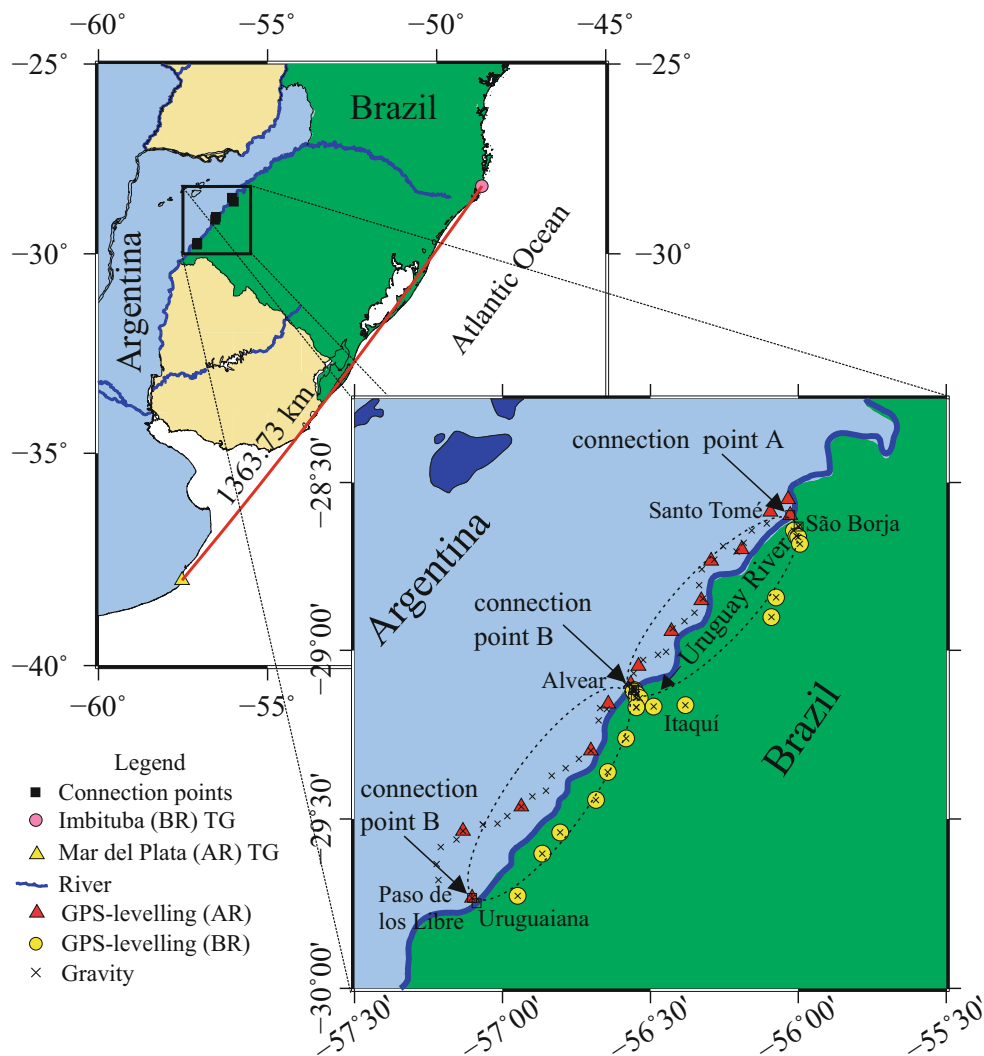 −60° −55° −50° −45°
−25° −25°
Brazil
−30° −30°
Argentina
Atlantic Ocean
1363.73 km
−35°
−40°
−60° −55°
−28°30'
−29°00'
−29°30'
−30°00'
connection point A
Santo Tomé
São Borja
Argentina
Uruguay River
connection
point B
Alvear
Itaquí
Brazil
connection
point B
Paso de
los Libre
Uruguaiana
−57°30' −57°00' −56°30' −56°00' −55°30'
Legend
Connection points
Imbituba (BR) TG
Mar del Plata (AR) TG
River
GPS-levelling (AR)
GPS-levelling (BR)
Gravity